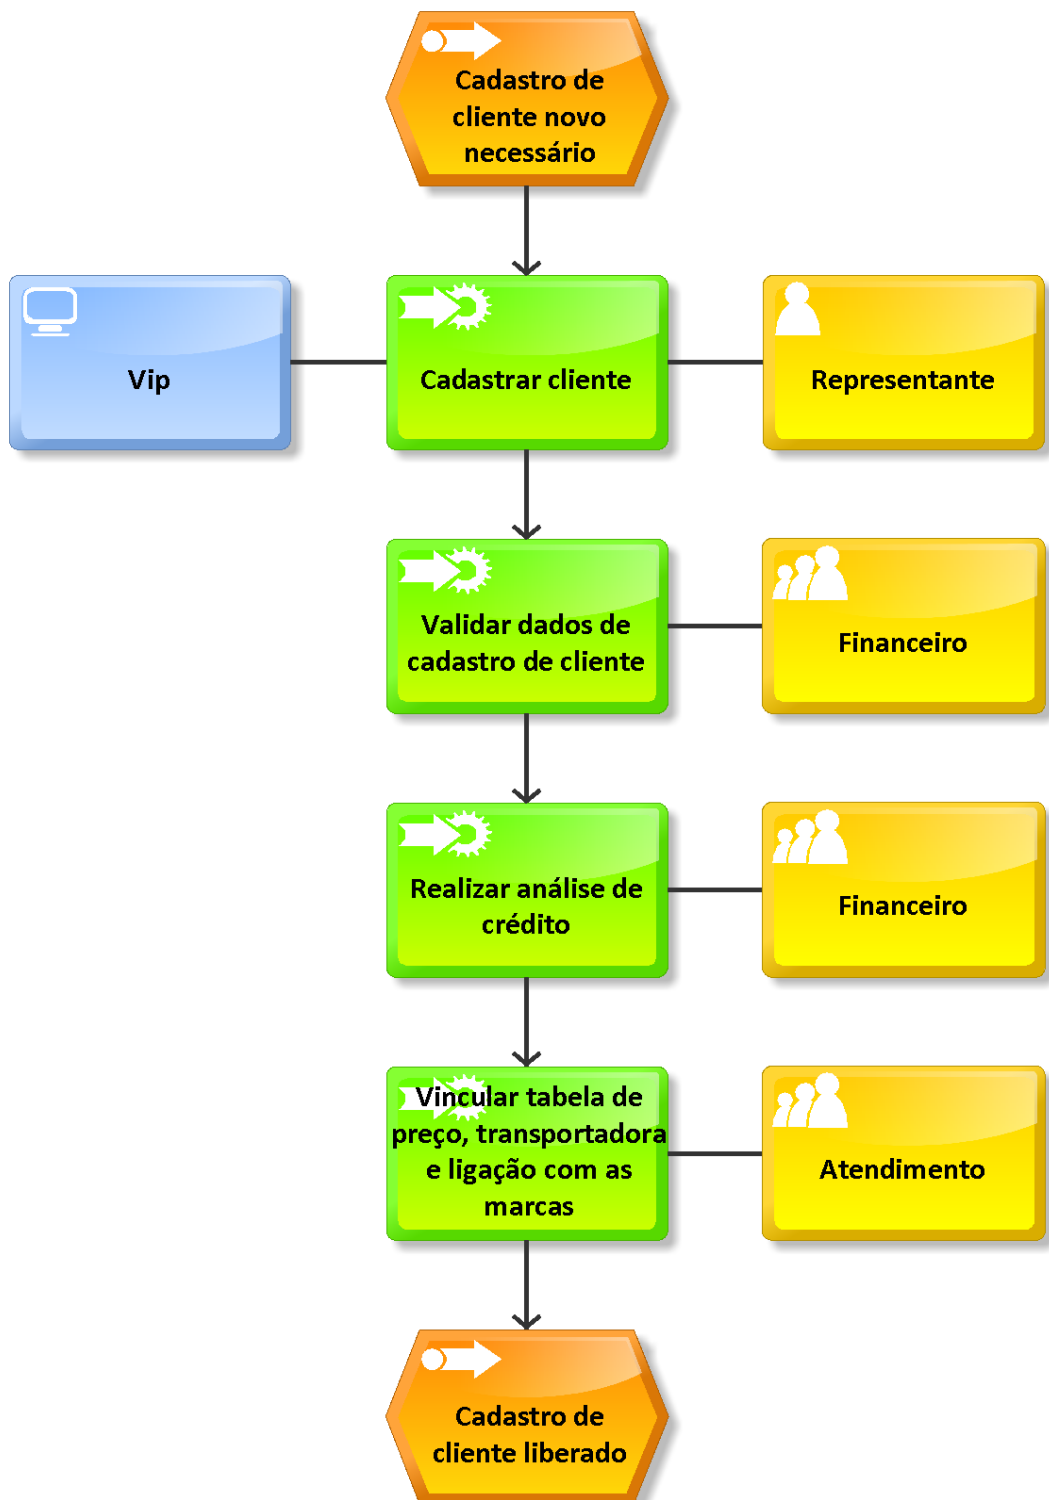 Cadastro de
cliente novo
necessário
Vip
Cadastrar cliente
Representante
Validar dados de
cadastro de cliente
Financeiro
Realizar análise de
crédito
Financeiro
Vincular tabela de
preço, transportadora
e ligação com as
marcas
Atendimento
Cadastro de
cliente liberado